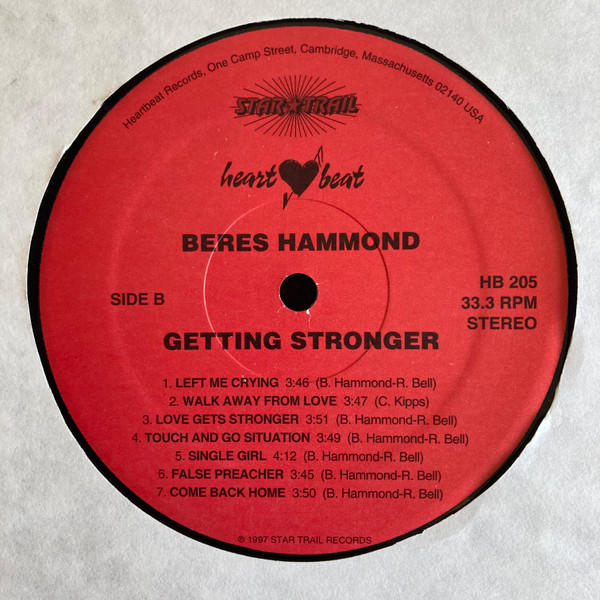 Heartbeat Records, One Camp Street, Cambridge, Massachusetts 02140 USA
STAR★TRAIL
heart beat
BERES HAMMOND
SIDE B
HB 205
33.3 RPM
STEREO
GETTING STRONGER
1. LEFT ME CRYING 3:46 (B. Hammond-R. Bell)
2. WALK AWAY FROM LOVE 3:47 (C. Kipps)
3. LOVE GETS STRONGER 3:51 (B. Hammond-R. Bell)
4. TOUCH AND GO SITUATION 3:49 (B. Hammond-R. Bell)
5. SINGLE GIRL 4:12 (B. Hammond-R. Bell)
6. FALSE PREACHER 3:45 (B. Hammond-R. Bell)
7. COME BACK HOME 3:50 (B. Hammond-R. Bell)
℗ 1997 STAR TRAIL RECORDS